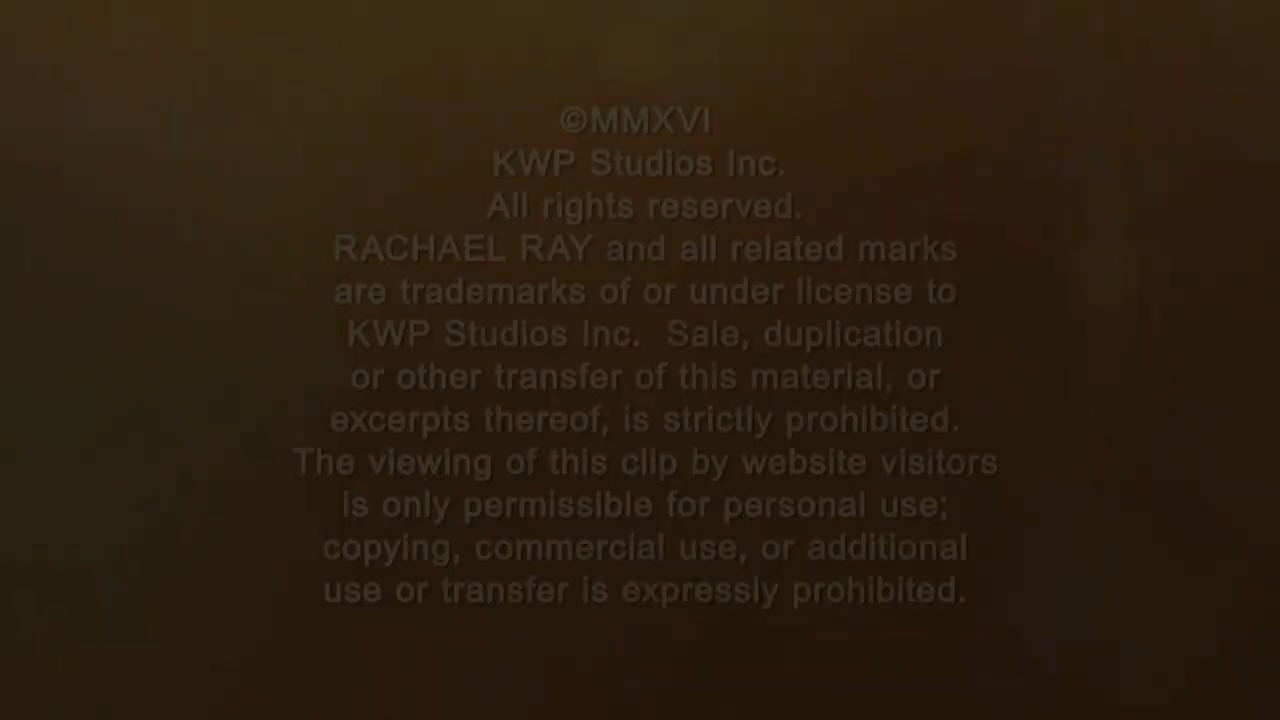 ©MMXVI
KWP Studios Inc.
All rights reserved.
RACHAEL RAY and all related marks
are trademarks of or under license to
KWP Studios Inc.  Sale, duplication
or other transfer of this material, or
excerpts thereof, is strictly prohibited.
The viewing of this clip by website visitors
is only permissible for personal use;
copying, commercial use, or additional
use or transfer is expressly prohibited.